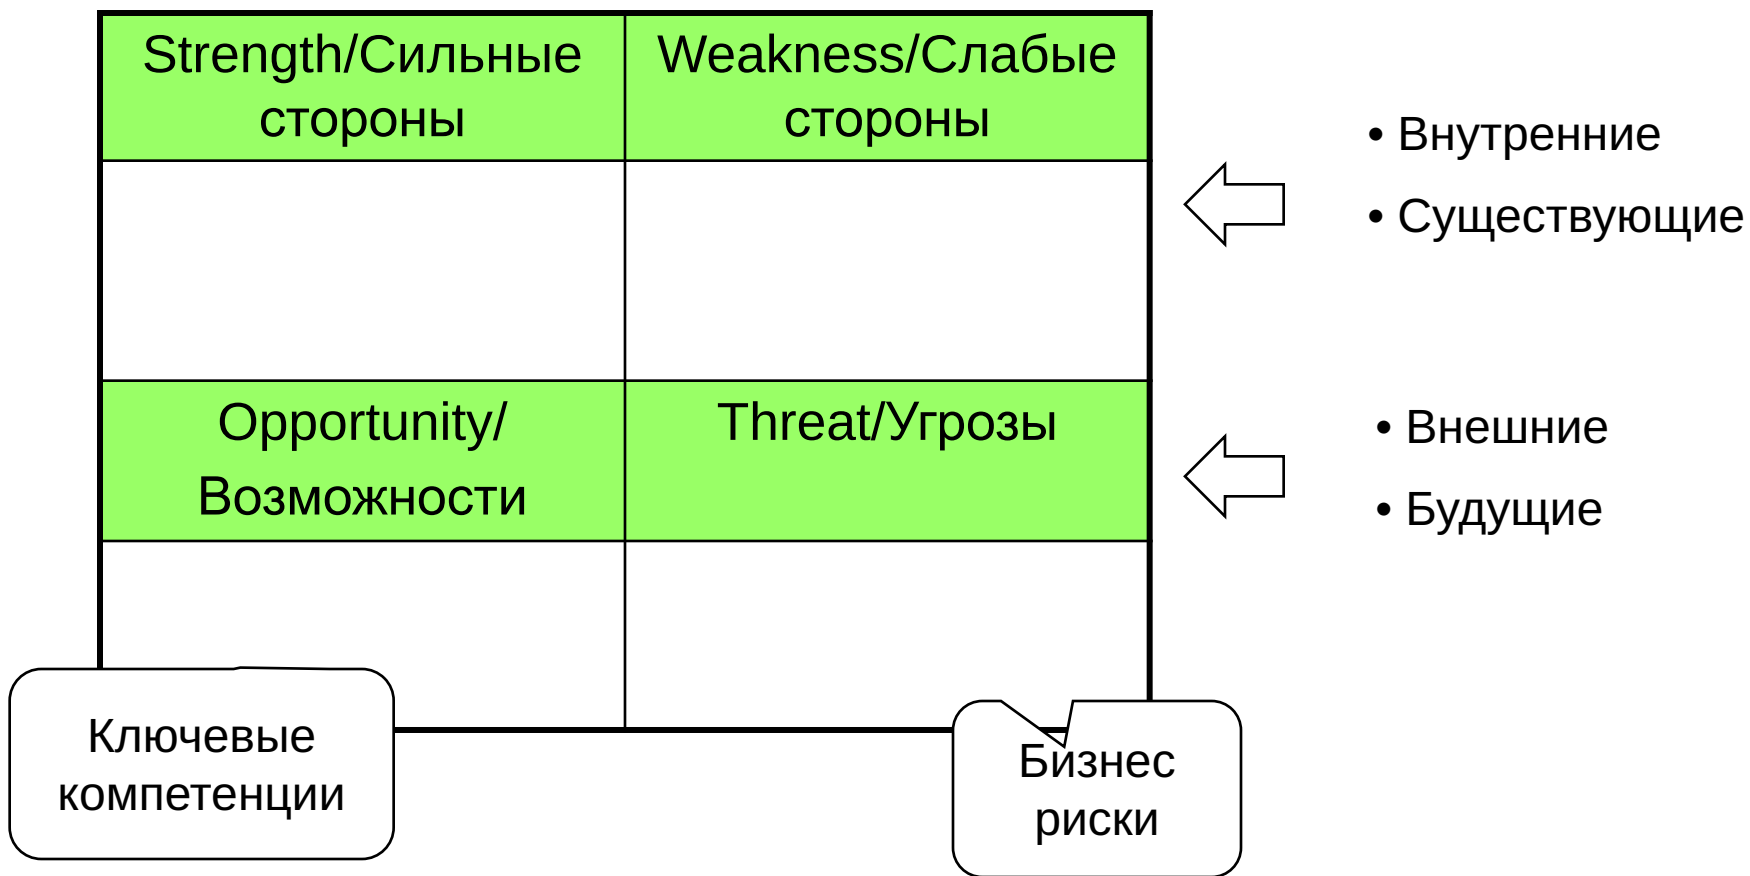 Strength/Сильные
стороны
Weakness/Слабые
стороны
• Внутренние
• Существующие
Opportunity/
Возможности
Threat/Угрозы
• Внешние
• Будущие
Ключевые
компетенции
Бизнес
риски